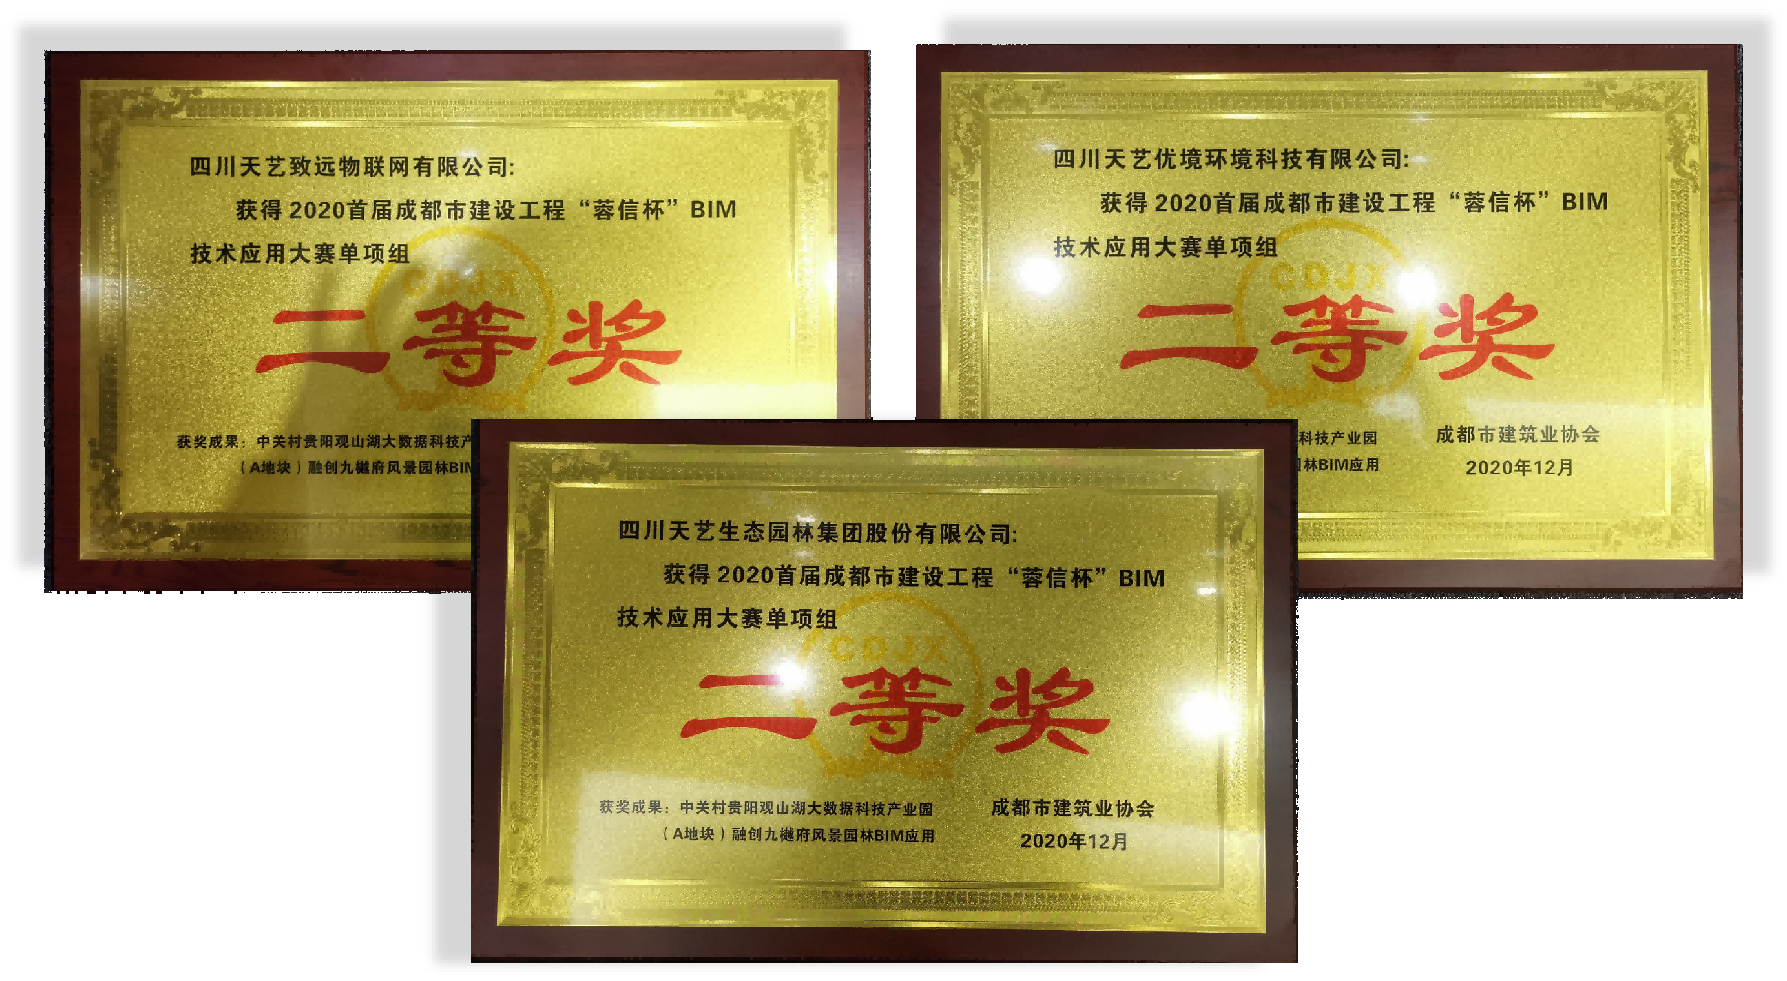 四川天艺致远物联网有限公司:
获得2020首届成都市建设工程“蓉信杯”BIM
技术应用大赛单项组
CDJX
二等奖
获奖成果：中关村贵阳观山湖大数据科技产
（A地块）融创九樾府风景园林BIM
四川天艺优境环境科技有限公司:
获得2020首届成都市建设工程“蓉信杯”BIM
技术应用大赛单项组
CDJX
二等奖
科技产业园
林BIM应用
成都市建筑业协会
2020年12月
四川天艺生态园林集团股份有限公司:
获得2020首届成都市建设工程“蓉信杯”BIM
技术应用大赛单项组
CDJX
二等奖
获奖成果：中关村贵阳观山湖大数据科技产业园
（A地块）融创九樾府风景园林BIM应用
成都市建筑业协会
2020年12月